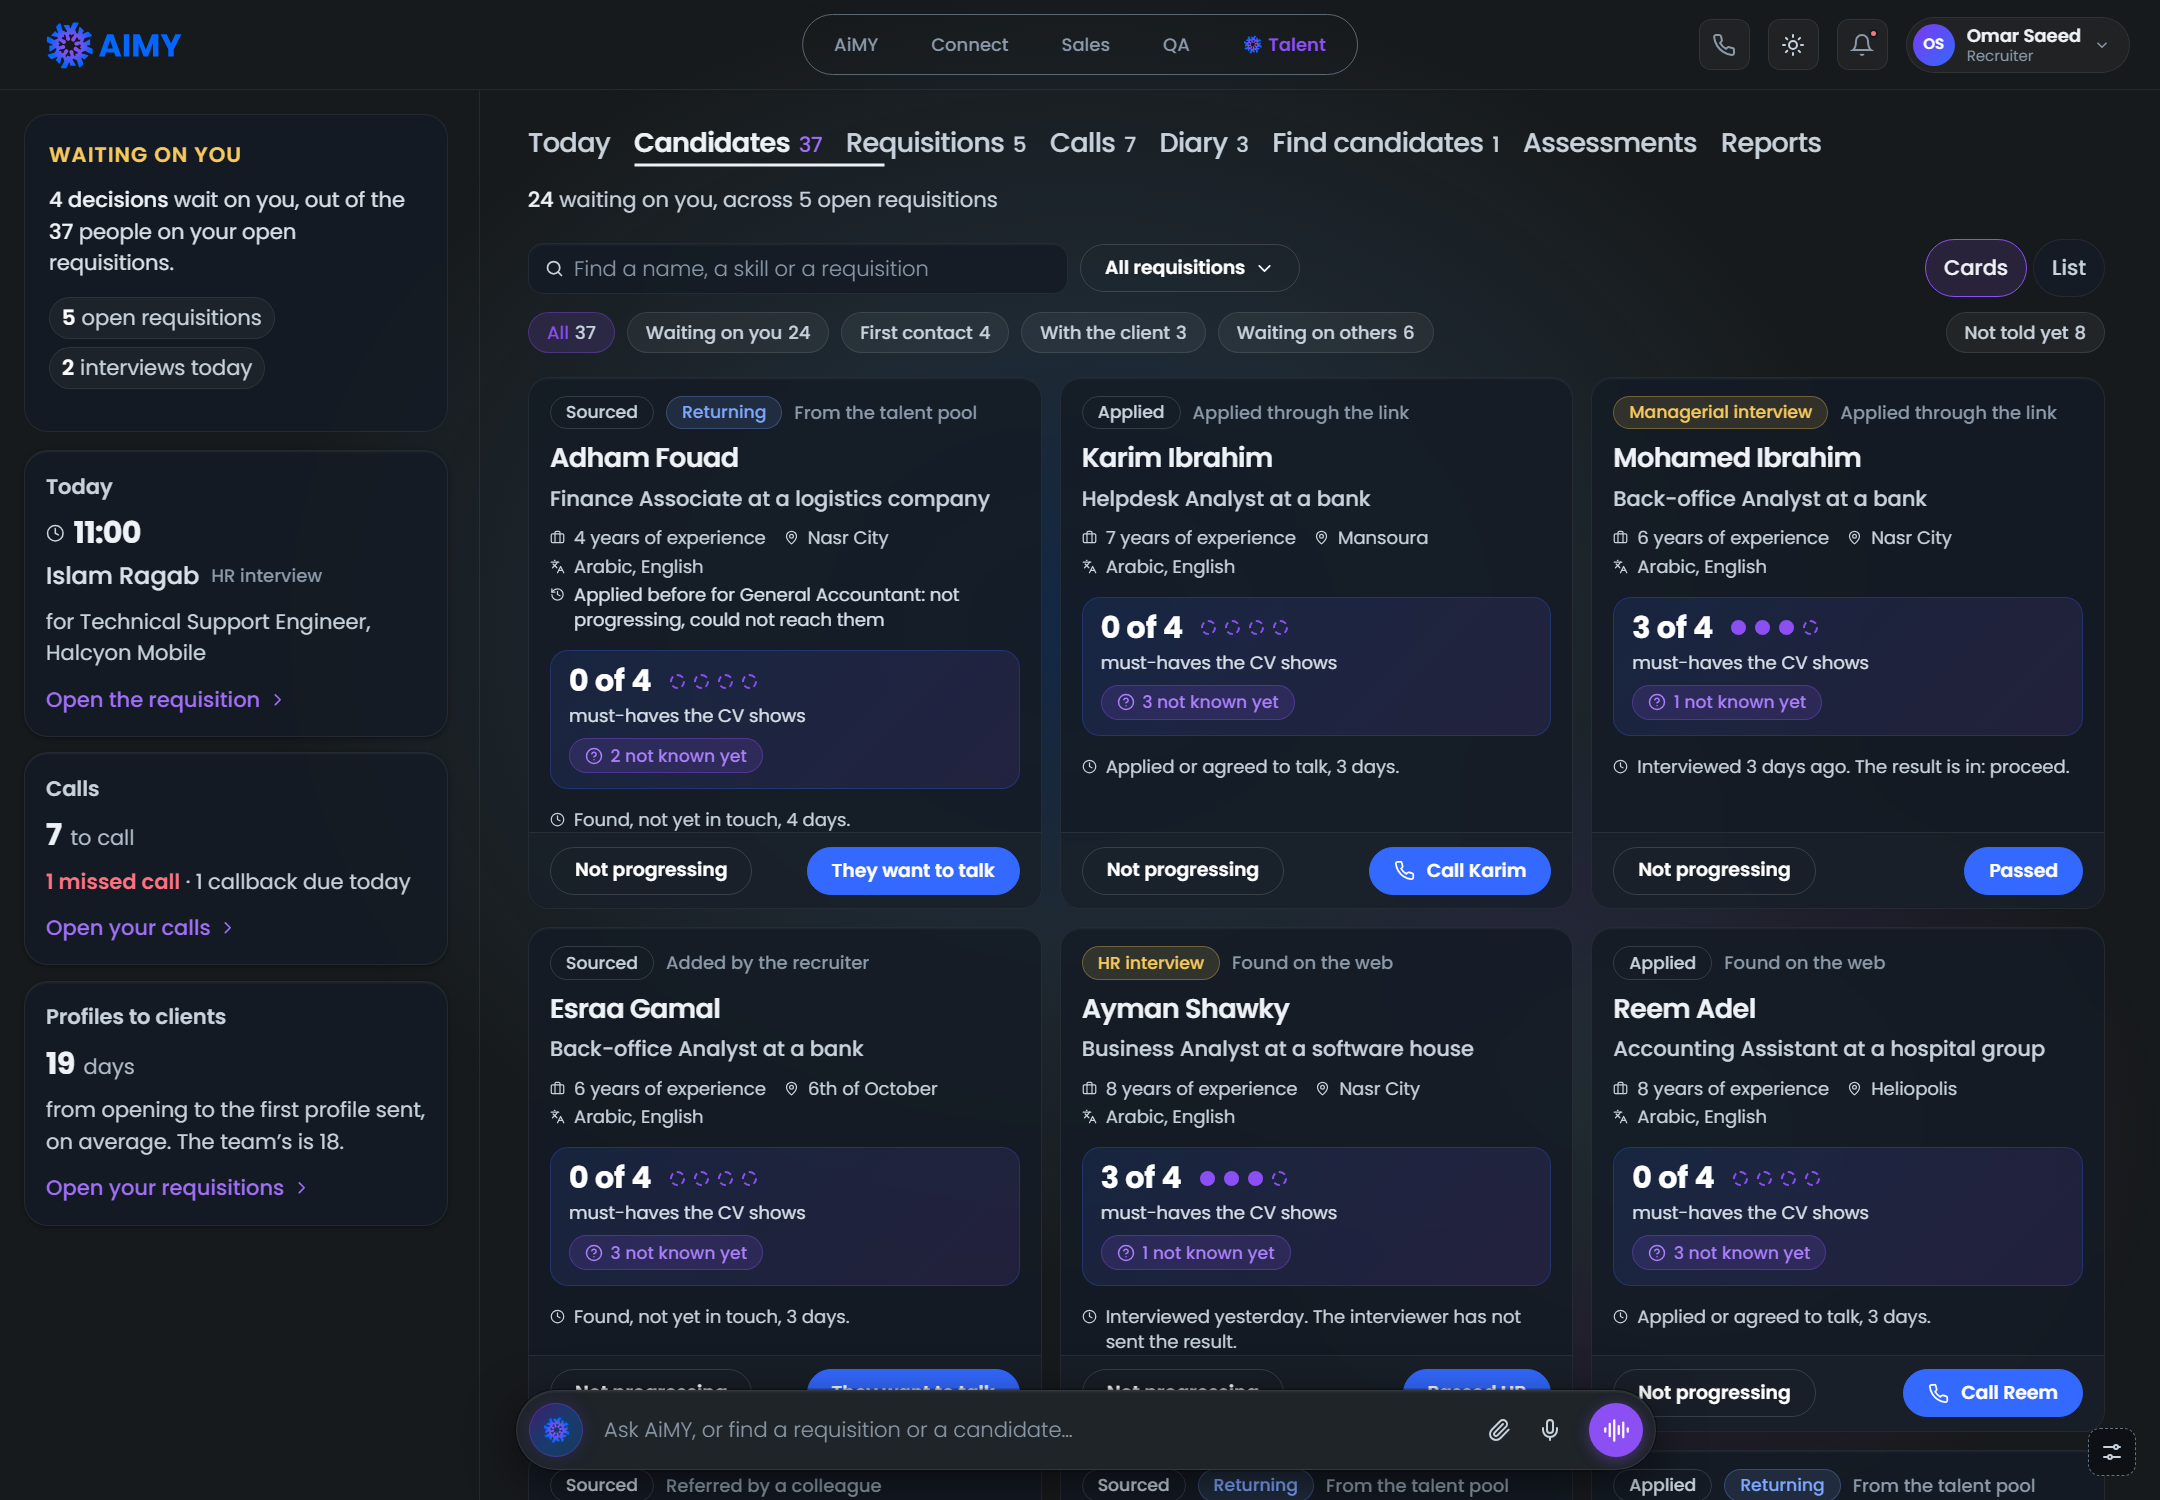 AiMY
AiMY
Connect
Sales
QA
Talent
OS
Omar Saeed
Recruiter
WAITING ON YOU
4 decisions wait on you, out of the
37 people on your open
requisitions.
5 open requisitions
2 interviews today
Today
11:00
Islam Ragab HR interview
for Technical Support Engineer,
Halcyon Mobile
Open the requisition
Calls
7 to call
1 missed call · 1 callback due today
Open your calls
Profiles to clients
19 days
from opening to the first profile sent,
on average. The team’s is 18.
Open your requisitions
Today
Candidates 37
Requisitions 5
Calls 7
Diary 3
Find candidates 1
Assessments
Reports
24 waiting on you, across 5 open requisitions
Find a name, a skill or a requisition
All requisitions
Cards
List
All 37
Waiting on you 24
First contact 4
With the client 3
Waiting on others 6
Not told yet 8
Sourced
Returning
From the talent pool
Adham Fouad
Finance Associate at a logistics company
4 years of experience
Nasr City
Arabic, English
Applied before for General Accountant: not
progressing, could not reach them
0 of 4
must-haves the CV shows
2 not known yet
Found, not yet in touch, 4 days.
Not progressing
They want to talk
Applied
Applied through the link
Karim Ibrahim
Helpdesk Analyst at a bank
7 years of experience
Mansoura
Arabic, English
0 of 4
must-haves the CV shows
3 not known yet
Applied or agreed to talk, 3 days.
Not progressing
Call Karim
Managerial interview
Applied through the link
Mohamed Ibrahim
Back-office Analyst at a bank
6 years of experience
Nasr City
Arabic, English
3 of 4
must-haves the CV shows
1 not known yet
Interviewed 3 days ago. The result is in: proceed.
Not progressing
Passed
Sourced
Added by the recruiter
Esraa Gamal
Back-office Analyst at a bank
6 years of experience
6th of October
Arabic, English
0 of 4
must-haves the CV shows
3 not known yet
Found, not yet in touch, 3 days.
Not progressing
They want to talk
HR interview
Found on the web
Ayman Shawky
Business Analyst at a software house
8 years of experience
Nasr City
Arabic, English
3 of 4
must-haves the CV shows
1 not known yet
Interviewed yesterday. The interviewer has not
sent the result.
Not progressing
Passed HR
Applied
Found on the web
Reem Adel
Accounting Assistant at a hospital group
8 years of experience
Heliopolis
Arabic, English
0 of 4
must-haves the CV shows
3 not known yet
Applied or agreed to talk, 3 days.
Not progressing
Call Reem
Ask AiMY, or find a requisition or a candidate...
Sourced
Referred by a colleague
Sourced
Returning
From the talent pool
Applied
Returning
From the talent pool